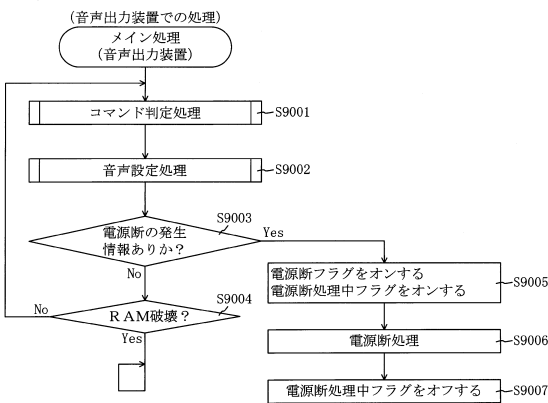 (音声出力装置での処理)
メイン処理
(音声出力装置)
コマンド判定処理
S9001
音声設定処理
S9002
S9003
電源断の発生
情報ありか?
Yes
No
電源断フラグをオンする
電源断処理中フラグをオンする
S9005
S9004
No
RAM破壊?
Yes
電源断処理
S9006
電源断処理中フラグをオフする
S9007